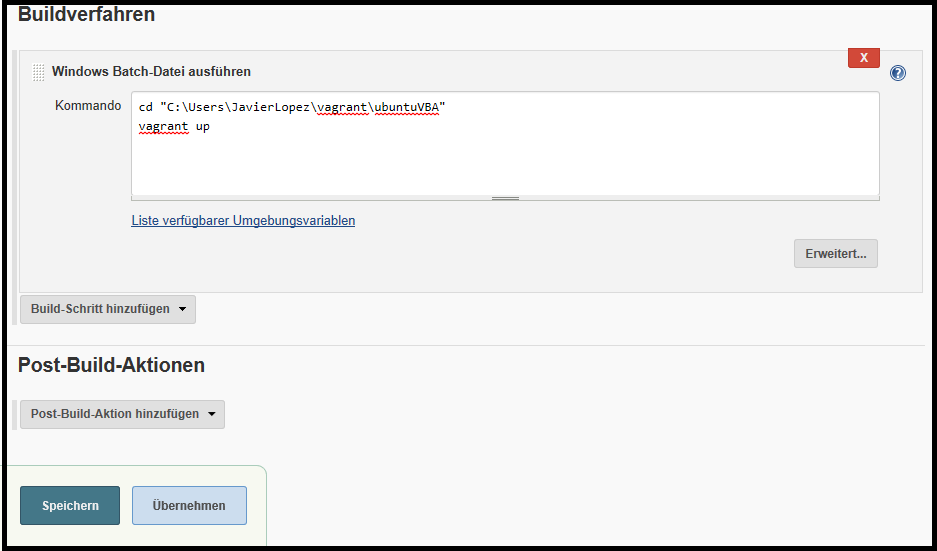 Buildverfahren
X
Windows Batch-Datei ausführen
?
Kommando
cd "C:\Users\JavierLopez\vagrant\ubuntuVBA"
vagrant up
Liste verfügbarer Umgebungsvariablen
Erweitert...
Build-Schritt hinzufügen
Post-Build-Aktionen
Post-Build-Aktion hinzufügen
Speichern
Übernehmen